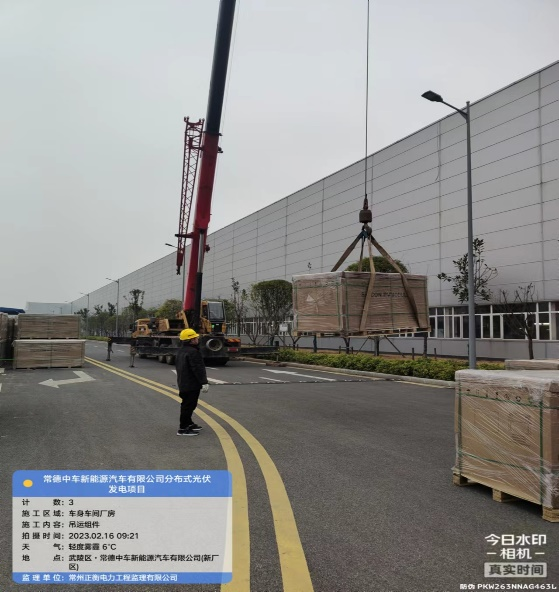 常德中车新能源汽车有限公司分布式光伏
发电项目
计 数：3
施工区域：车身车间厂房
施工内容：吊运组件
拍摄时间：2023.02.16 09:21
天 气：轻度雾霾 6°C
地 点：武陵区·常德中车新能源汽车有限公司(新厂
区)
监理单位：常州正衡电力工程监理有限公司
今日水印
相机
真实时间
防伪 PKW263NNAG463L